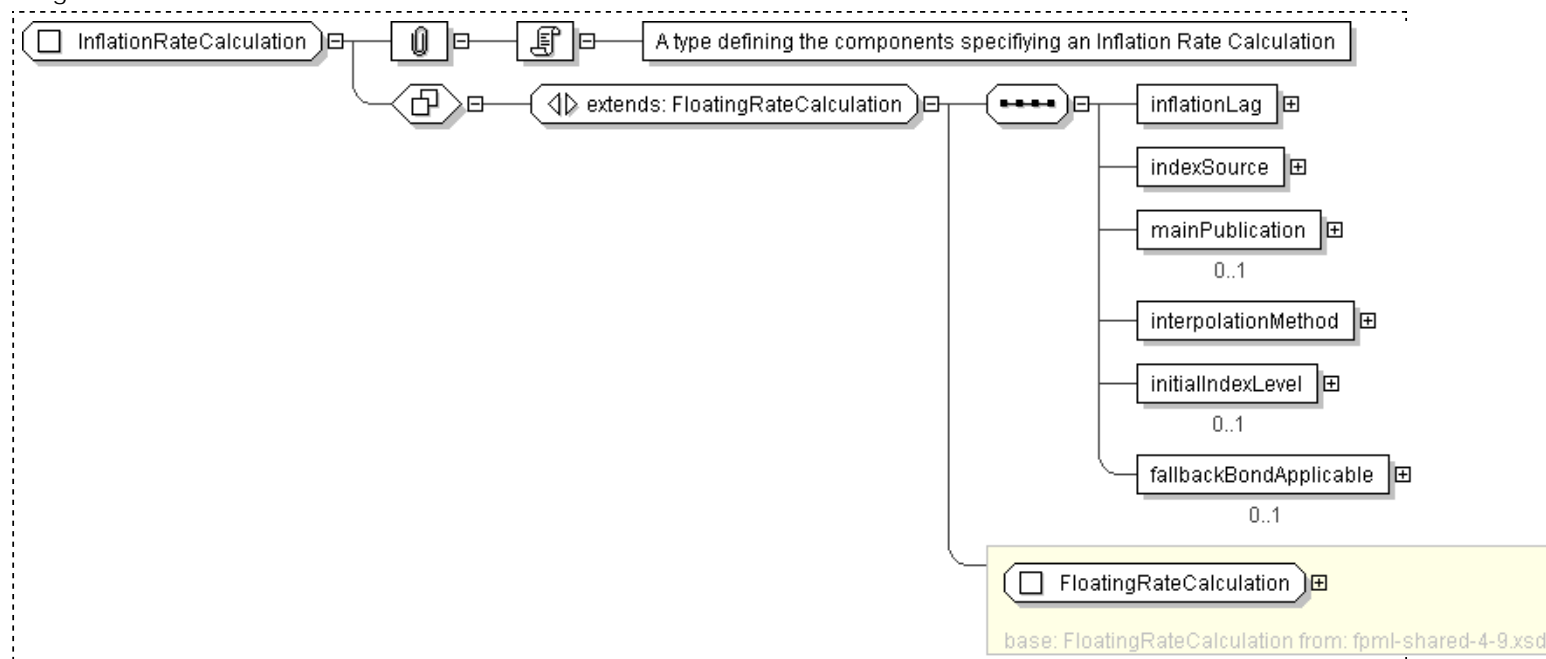 InflationRateCalculation
A type defining the components specifiying an Inflation Rate Calculation
extends: FloatingRateCalculation
inflationLag
indexSource
mainPublication
0..1
interpolationMethod
initialIndexLevel
0..1
fallbackBondApplicable
0..1
FloatingRateCalculation
base: FloatingRateCalculation from: fpml-shared-4-9.xsd